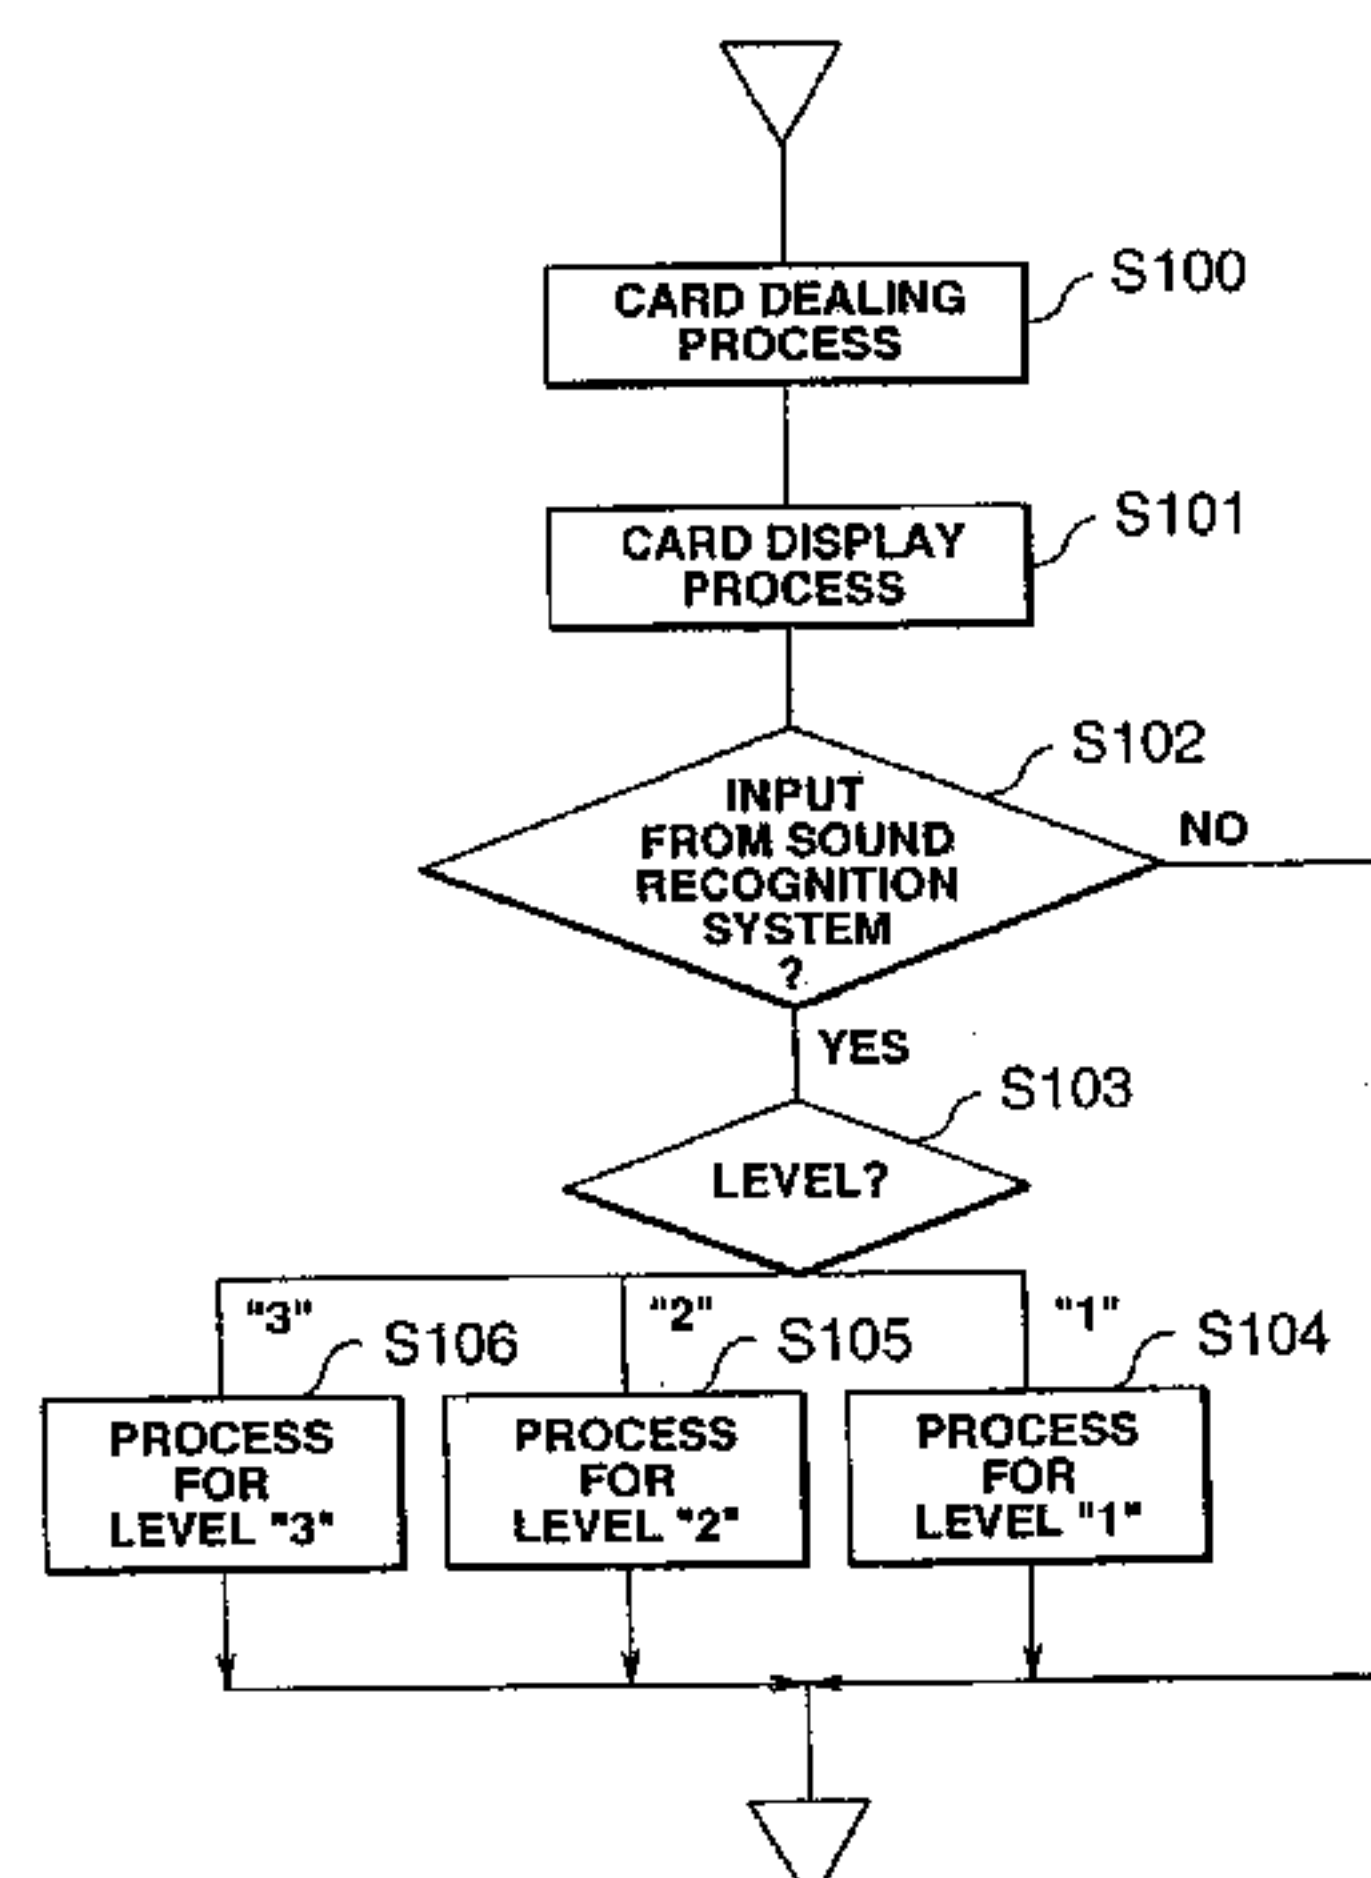 S100
CARD DEALING
PROCESS
S101
CARD DISPLAY
PROCESS
S102
INPUT
FROM SOUND
RECOGNITION
SYSTEM
?
NO
YES
S103
LEVEL?
"3"
"2"
"1"
S106
S105
S104
PROCESS
FOR
LEVEL "3"
PROCESS
FOR
LEVEL "2"
PROCESS
FOR
LEVEL "1"